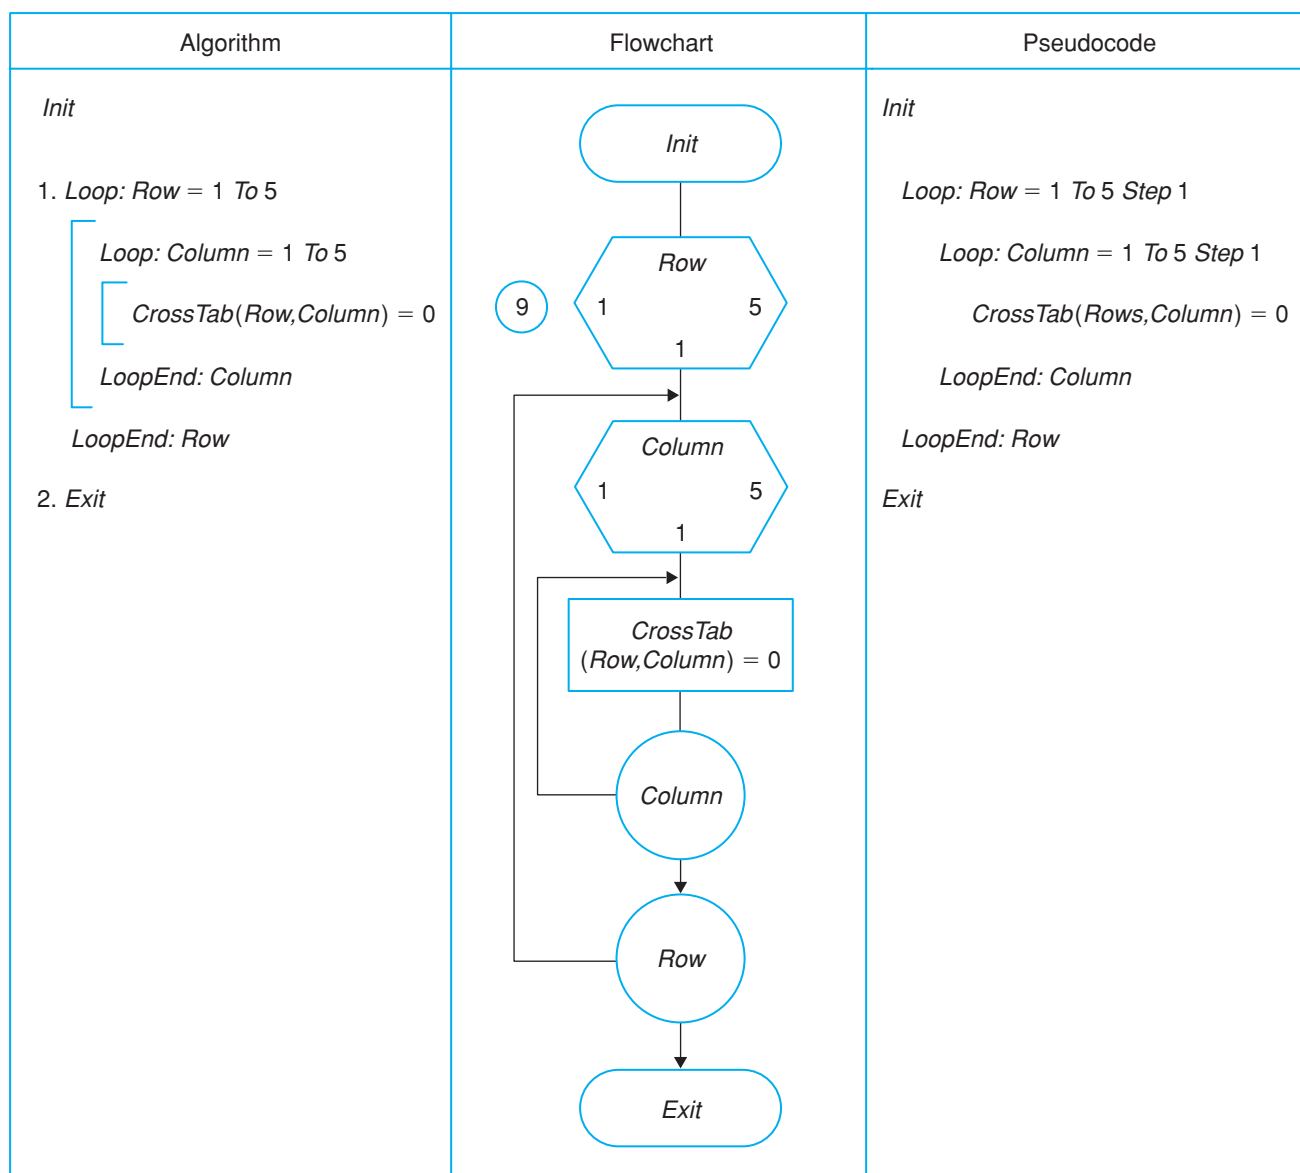 Algorithm
Flowchart
Pseudocode
Init
1. Loop: Row = 1 To 5
Loop: Column = 1 To 5
CrossTab(Row,Column) = 0
LoopEnd: Column
LoopEnd: Row
2. Exit
Init
9
Row
1 5
1
Column
1 5
1
CrossTab
(Row,Column) = 0
Column
Row
Exit
Init
Loop: Row = 1 To 5 Step 1
Loop: Column = 1 To 5 Step 1
CrossTab(Rows,Column) = 0
LoopEnd: Column
LoopEnd: Row
Exit